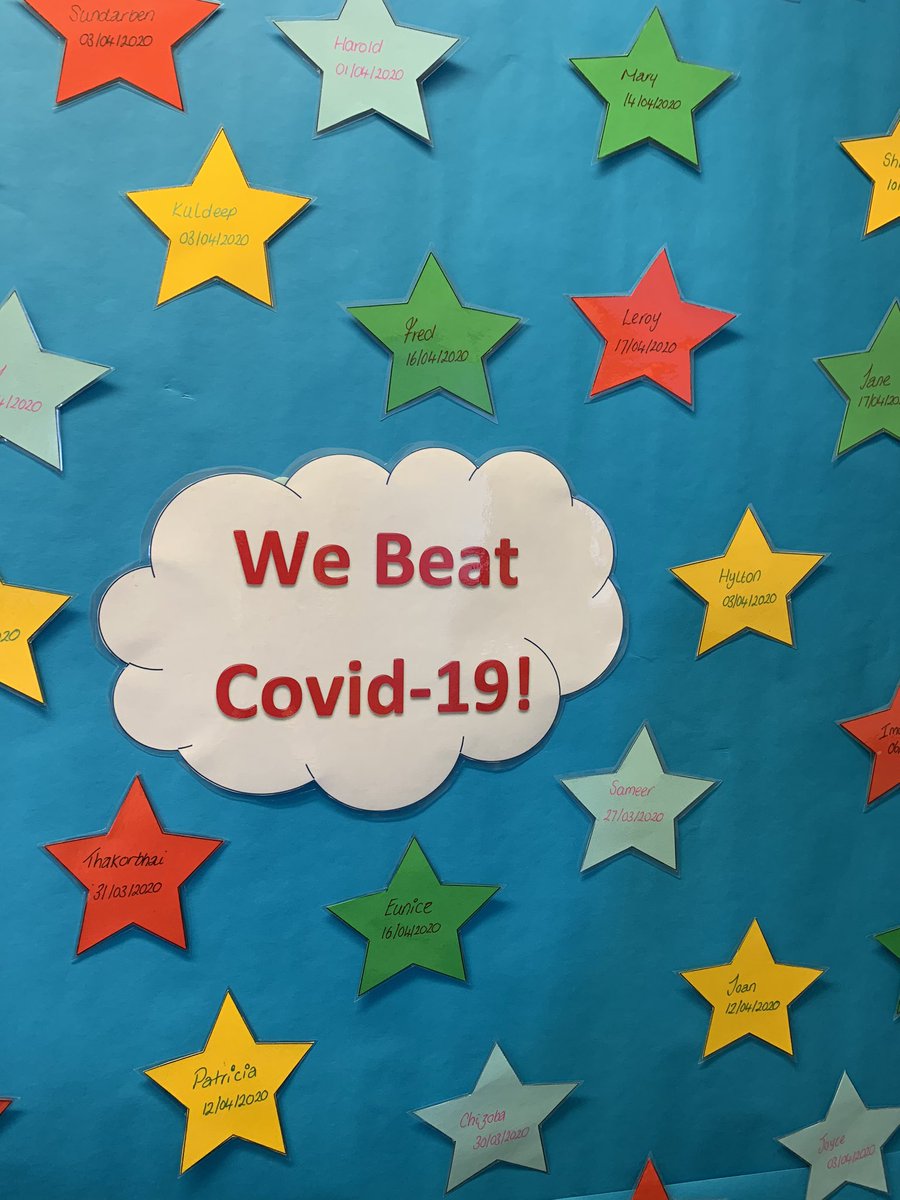 Sundarben
03/04/2020
Harold
01/04/2020
Mary
14/04/2020
Kuldeep
03/04/2020
Fred
16/04/2020
Leroy
17/04/2020
Jane
We Beat
Covid-19!
Hylton
03/04/2020
Sameer
27/03/2020
Thakorbhai
31/03/2020
Eunice
16/04/2020
Joan
12/04/2020
Patricia
12/04/2020
Chizoba
30/03/2020
Joyce
03/04/2020